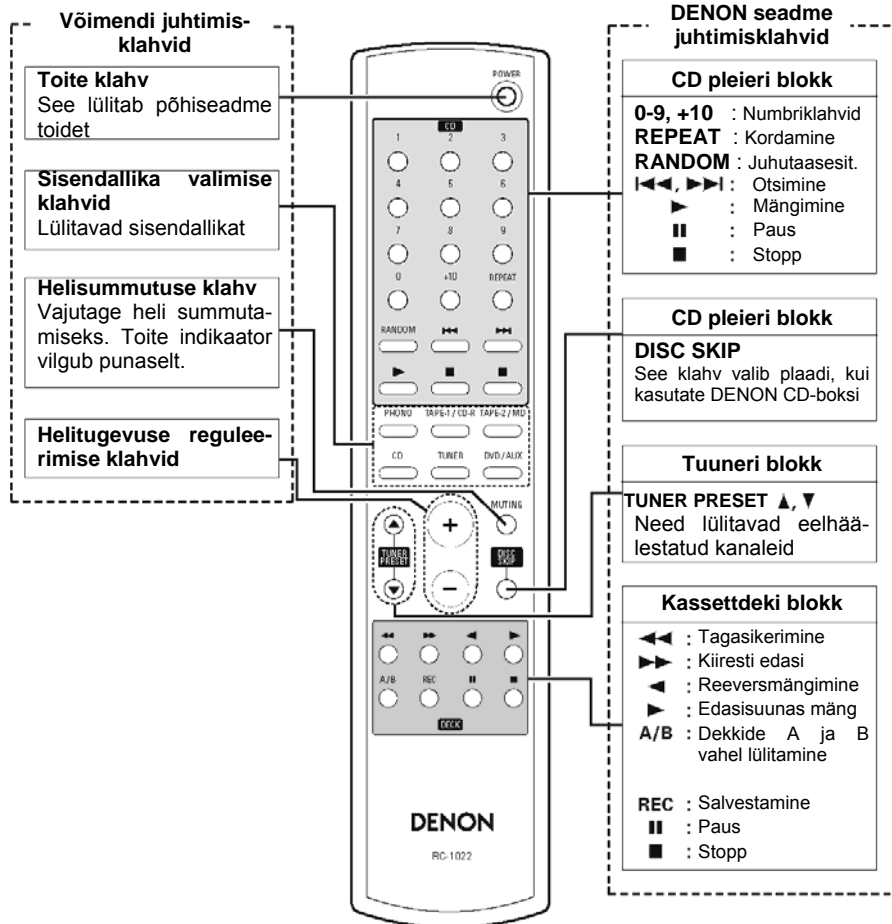 Võimendi juhtimis-
klahvid
Toite klahv
See lülitab põhiseadme
toidet
Sisendallika valimise
klahvid
Lülitavad sisendallikat
Helisummutuse klahv
Vajutage heli summuta-
miseks. Toite indikaator
vilgub punaselt.
Helitugevuse regulee-
rimise klahvid
POWER
CD
1 2 3
4 5 6
7 8 9
0 +10 REPEAT
RANDOM ⏮ ⏭
► ■ ■
PHONO TAPE-1 / CD-R TAPE-2 / MD
CD TUNER DVD / AUX
MUTING
+
TUNER
PRESET
DISC
SKIP
−
◄◄ ►► ◄ ►
A/B REC II ■
DECK
DENON
RC-1022
DENON seadme
juhtimisklahvid
CD pleieri blokk
0-9, +10 : Numbriklahvid
REPEAT : Kordamine
RANDOM : Juhutaasesit.
⏮, ⏭ : Otsimine
► : Mängimine
II : Paus
■ : Stopp
CD pleieri blokk
DISC SKIP
See klahv valib plaadi, kui
kasutate DENON CD-boksi
Tuuneri blokk
TUNER PRESET ▲, ▼
Need lülitavad eelhää-
lestatud kanaleid
Kassettdeki blokk
◄◄ : Tagasikerimine
►► : Kiiresti edasi
◄ : Reeversmängimine
► : Edasisuunas mäng
A/B : Dekkide A ja B
vahel lülitamine
REC : Salvestamine
II : Paus
■ : Stopp